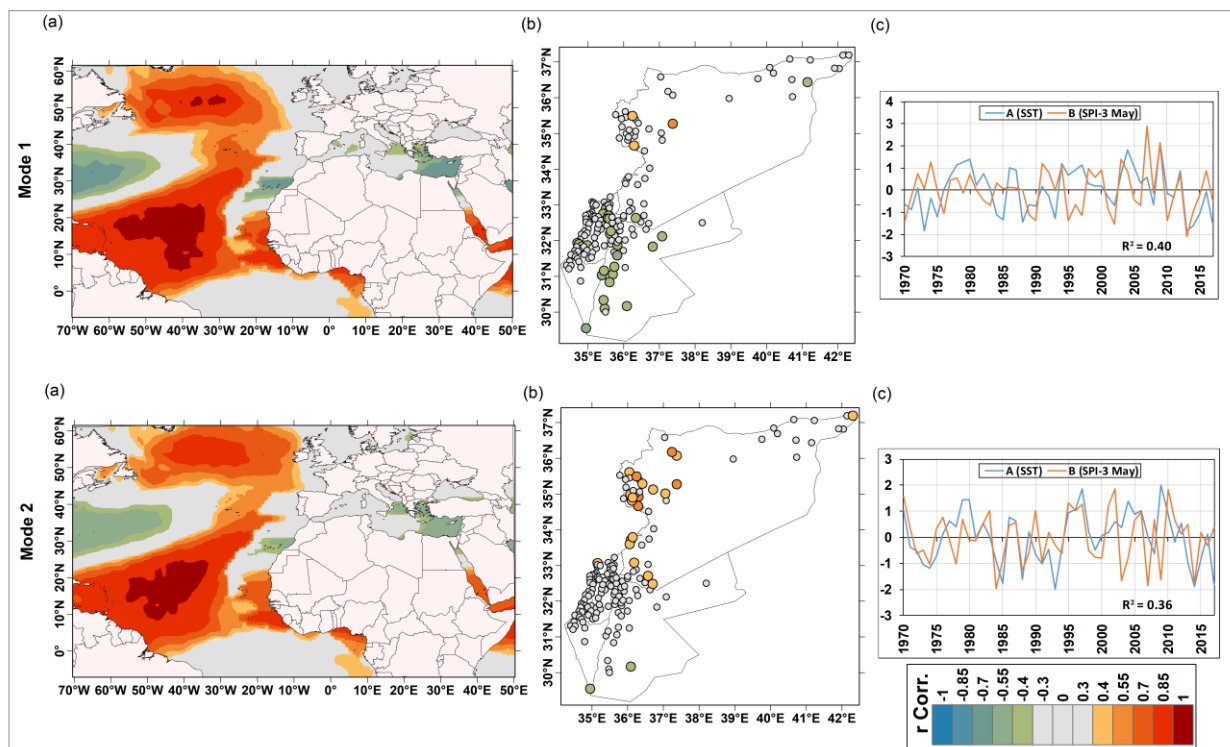 (a)
(b)
(c)
Mode 1
60°N
50°N
40°N
30°N
20°N
10°N
0°
70°W 60°W 50°W 40°W 30°W 20°W 10°W 0° 10°E 20°E 30°E 40°E 50°E
37°N
36°N
35°N
34°N
33°N
32°N
31°N
30°N
35°E 36°E 37°E 38°E 39°E 40°E 41°E 42°E
A (SST) B (SPI-3 May)
4
3
2
1
0
-1
-2
R² = 0.40
1970 1975 1980 1985 1990 1995 2000 2005 2010 2015
(a)
(b)
(c)
Mode 2
60°N
50°N
40°N
30°N
20°N
10°N
0°
70°W 60°W 50°W 40°W 30°W 20°W 10°W 0° 10°E 20°E 30°E 40°E 50°E
37°N
36°N
35°N
34°N
33°N
32°N
31°N
30°N
35°E 36°E 37°E 38°E 39°E 40°E 41°E 42°E
A (SST) B (SPI-3 May)
3
2
1
0
-1
-2
-3
R² = 0.36
1970 1975 1980 1985 1990 1995 2000 2005 2010 2015
r Corr.
-1 -0.85 -0.7 -0.55 -0.4 -0.3 0 0.3 0.4 0.55 0.7 0.85 1